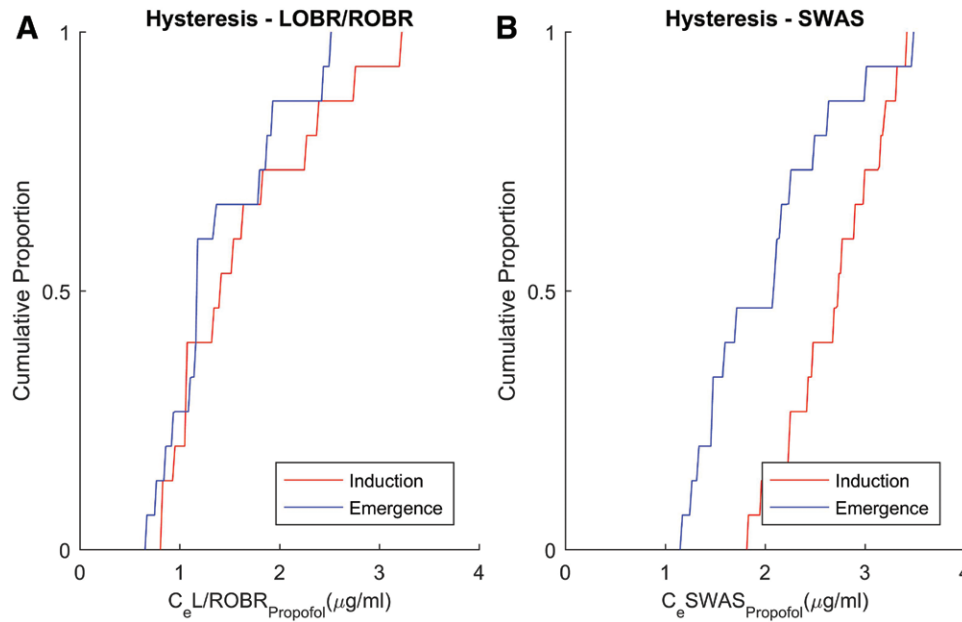 A Hysteresis - LOBR/ROBR
1
0.5
0
Cumulative Proportion
Induction
Emergence
0 1 2 3 4
CeL/ROBRPropofol(μg/ml)
B Hysteresis - SWAS
1
0.5
0
Cumulative Proportion
Induction
Emergence
0 1 2 3 4
CeSWASPropofol(μg/ml)